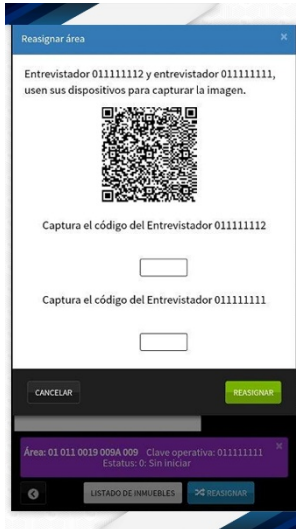 Reasignar área
×
Entrevistador 011111112 y entrevistador 011111111,
usen sus dispositivos para capturar la imagen.
Captura el código del Entrevistador 011111112
Captura el código del Entrevistador 011111111
CANCELAR
REASIGNAR
Área: 01 011 0019 009A 009 Clave operativa: 011111111 ×
Estatus: 0: Sin iniciar
LISTADO DE INMUEBLES
REASIGNAR